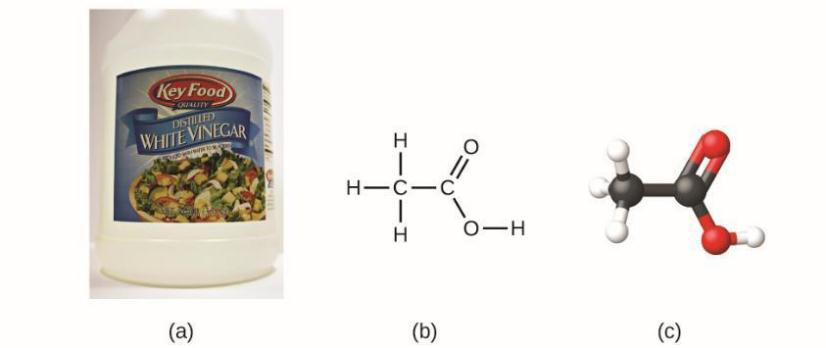 Key Food
QUALITY
DISTILLED
WHITE VINEGAR
H
O
H C C
H
O H
(a) (b) (c)